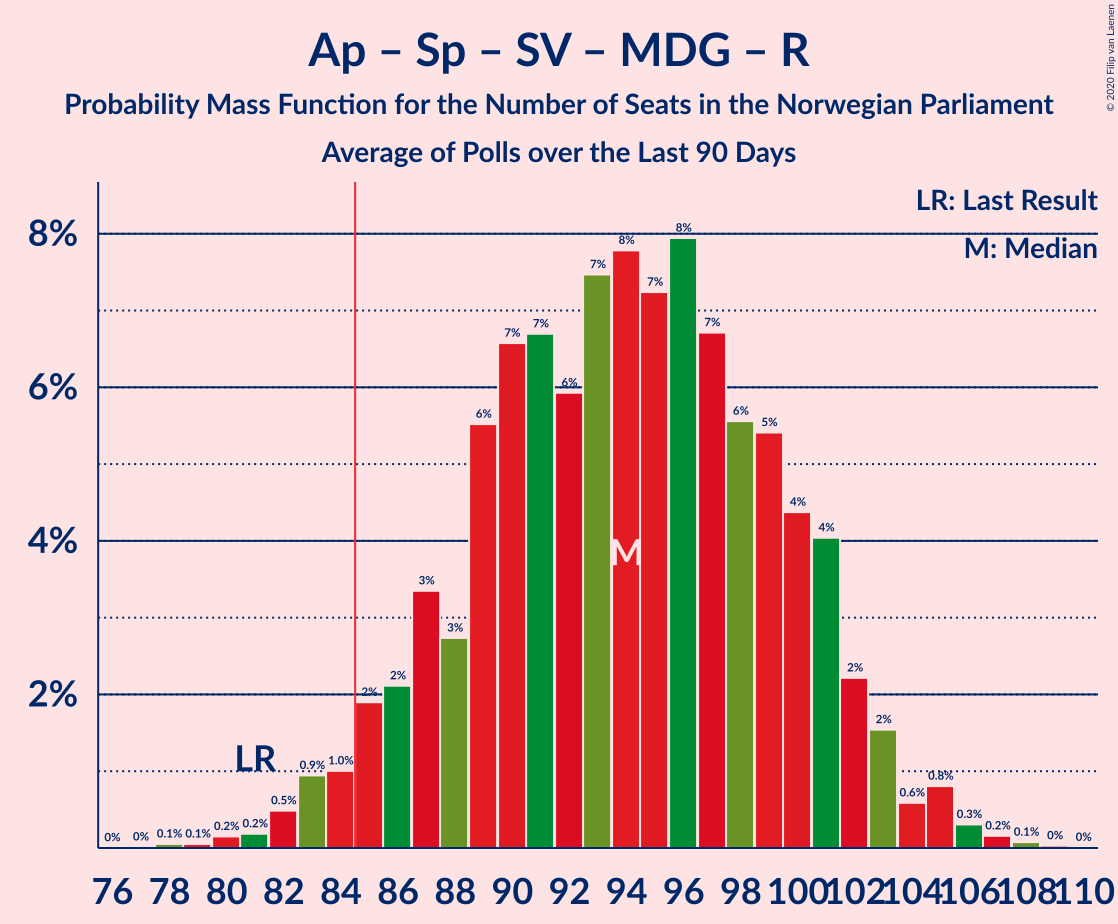 Ap – Sp – SV – MDG – R
Probability Mass Function for the Number of Seats in the Norwegian Parliament
Average of Polls over the Last 90 Days
© 2020 Filip van Laenen
LR: Last Result
M: Median
8%
6%
4%
2%
0% 0% 0.1% 0.1% 0.2% 0.2% 0.5% 0.9% 1.0% 2% 2% 3% 3% 6% 7% 7% 6% 7% 8% 7% 8% 7% 6% 5% 4% 4% 2% 2% 0.6% 0.8% 0.3% 0.2% 0.1% 0% 0%
LR
M
76 78 80 82 84 86 88 90 92 94 96 98 100 102 104 106 108 110